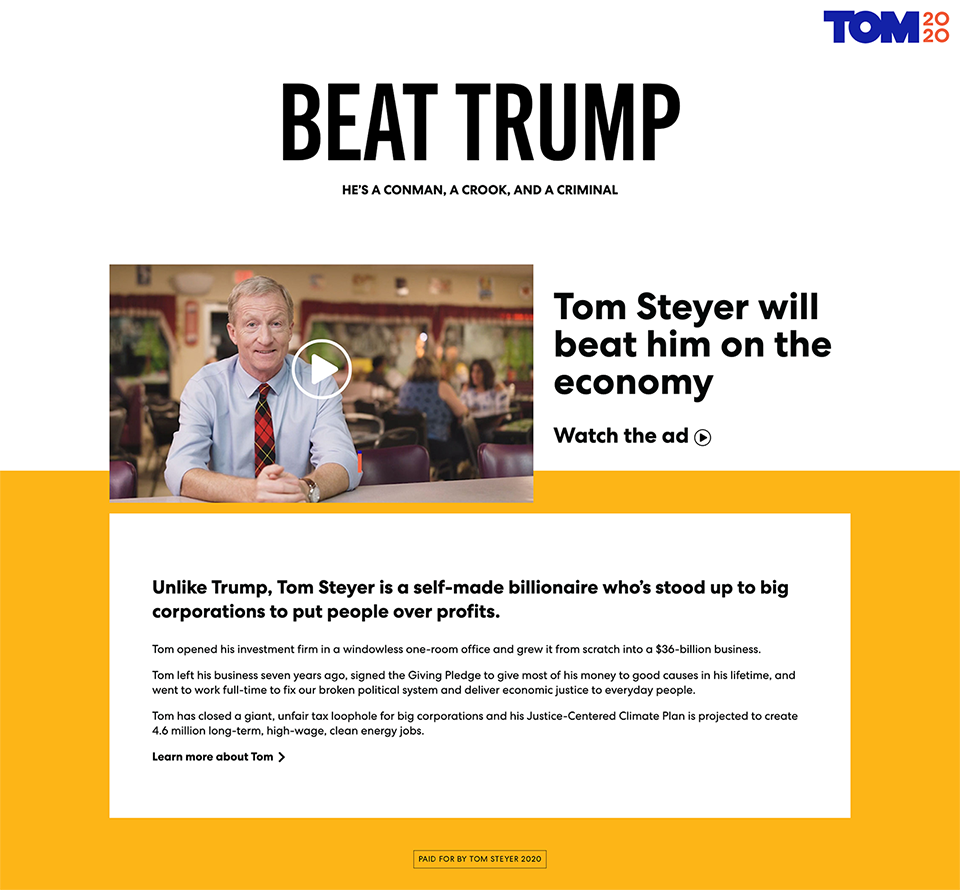 TOM 20
20
BEAT TRUMP
HE'S A CONMAN, A CROOK, AND A CRIMINAL
Tom Steyer will
beat him on the
economy
Watch the ad
Unlike Trump, Tom Steyer is a self-made billionaire who's stood up to big
corporations to put people over profits.
Tom opened his investment firm in a windowless one-room office and grew it from scratch into a $36-billion business.
Tom left his business seven years ago, signed the Giving Pledge to give most of his money to good causes in his lifetime, and
went to work full-time to fix our broken political system and deliver economic justice to everyday people.
Tom has closed a giant, unfair tax loophole for big corporations and his Justice-Centered Climate Plan is projected to create
4.6 million long-term, high-wage, clean energy jobs.
Learn more about Tom
PAID FOR BY TOM STEYER 2020